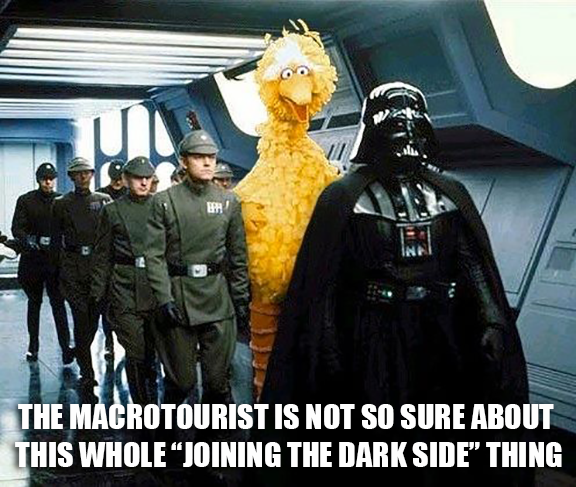 THE MACROTOURIST IS NOT SO SURE ABOUT
THIS WHOLE “JOINING THE DARK SIDE” THING